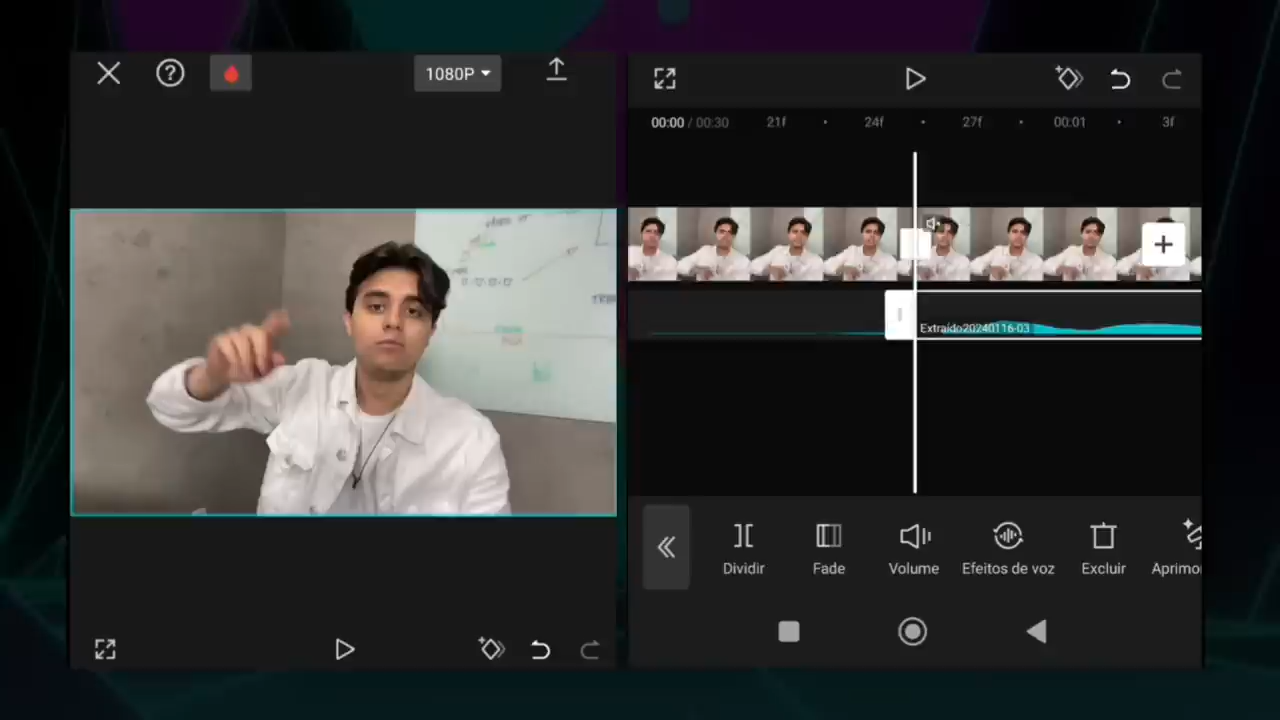 1080P
00:00 / 00:30 21f 24f 27f 00:01 3f
Extraído20240116-03
Dividir Fade Volume Efeitos de voz Excluir Aprimo